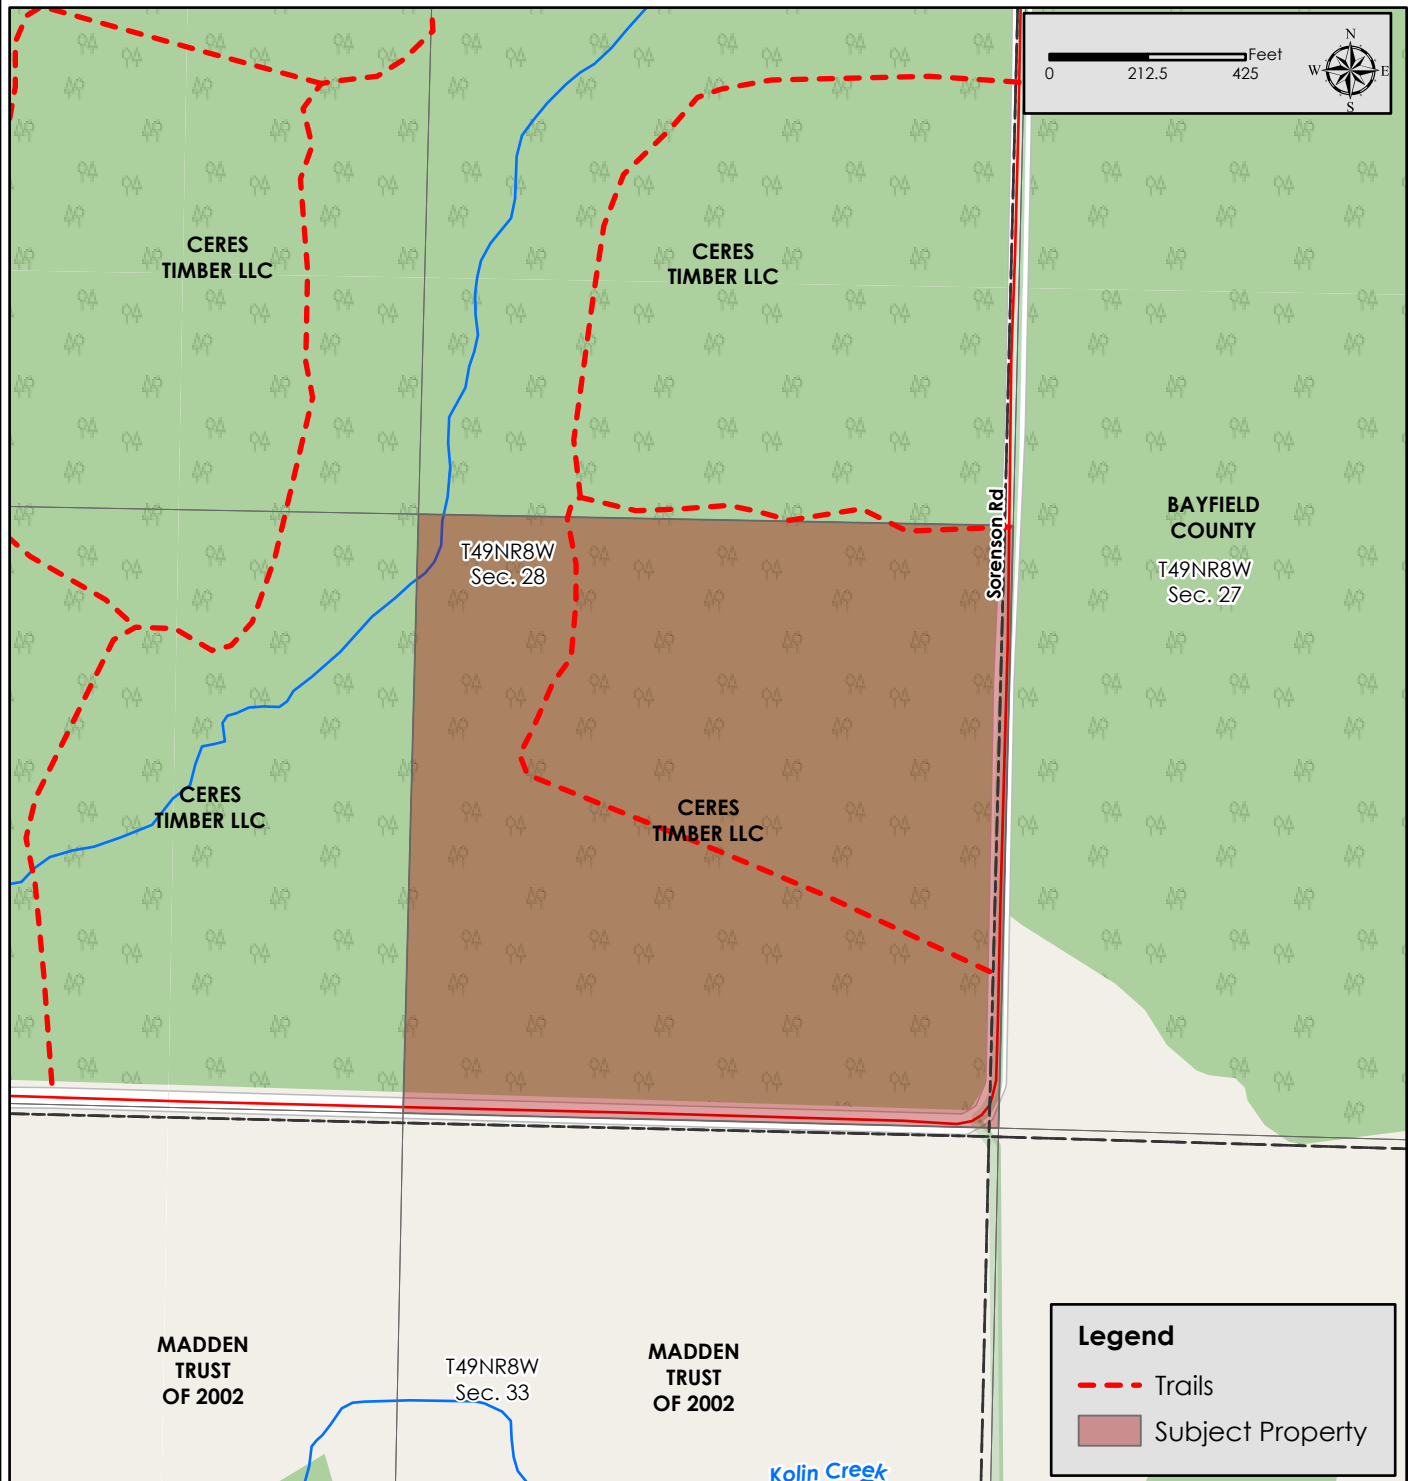 Feet
0 212.5 425
N
W E
S
CERES
TIMBER LLC
CERES
TIMBER LLC
Sorenson Rd
BAYFIELD
COUNTY
T49NR8W
Sec. 28
T49NR8W
Sec. 27
CERES
TIMBER LLC
CERES
TIMBER LLC
MADDEN
TRUST
OF 2002
T49NR8W
Sec. 33
MADDEN
TRUST
OF 2002
Kolin Creek
Legend
Trails
Subject Property